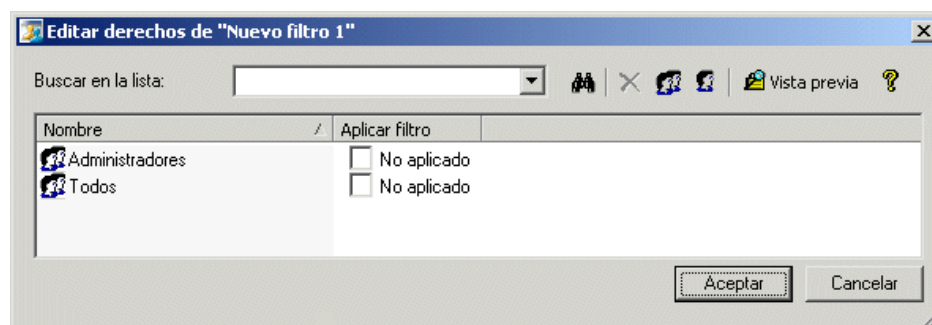 Editar derechos de "Nuevo filtro 1"
Buscar en la lista:
Vista previa
Nombre
Aplicar filtro
Administradores
No aplicado
Todos
No aplicado
Aceptar
Cancelar